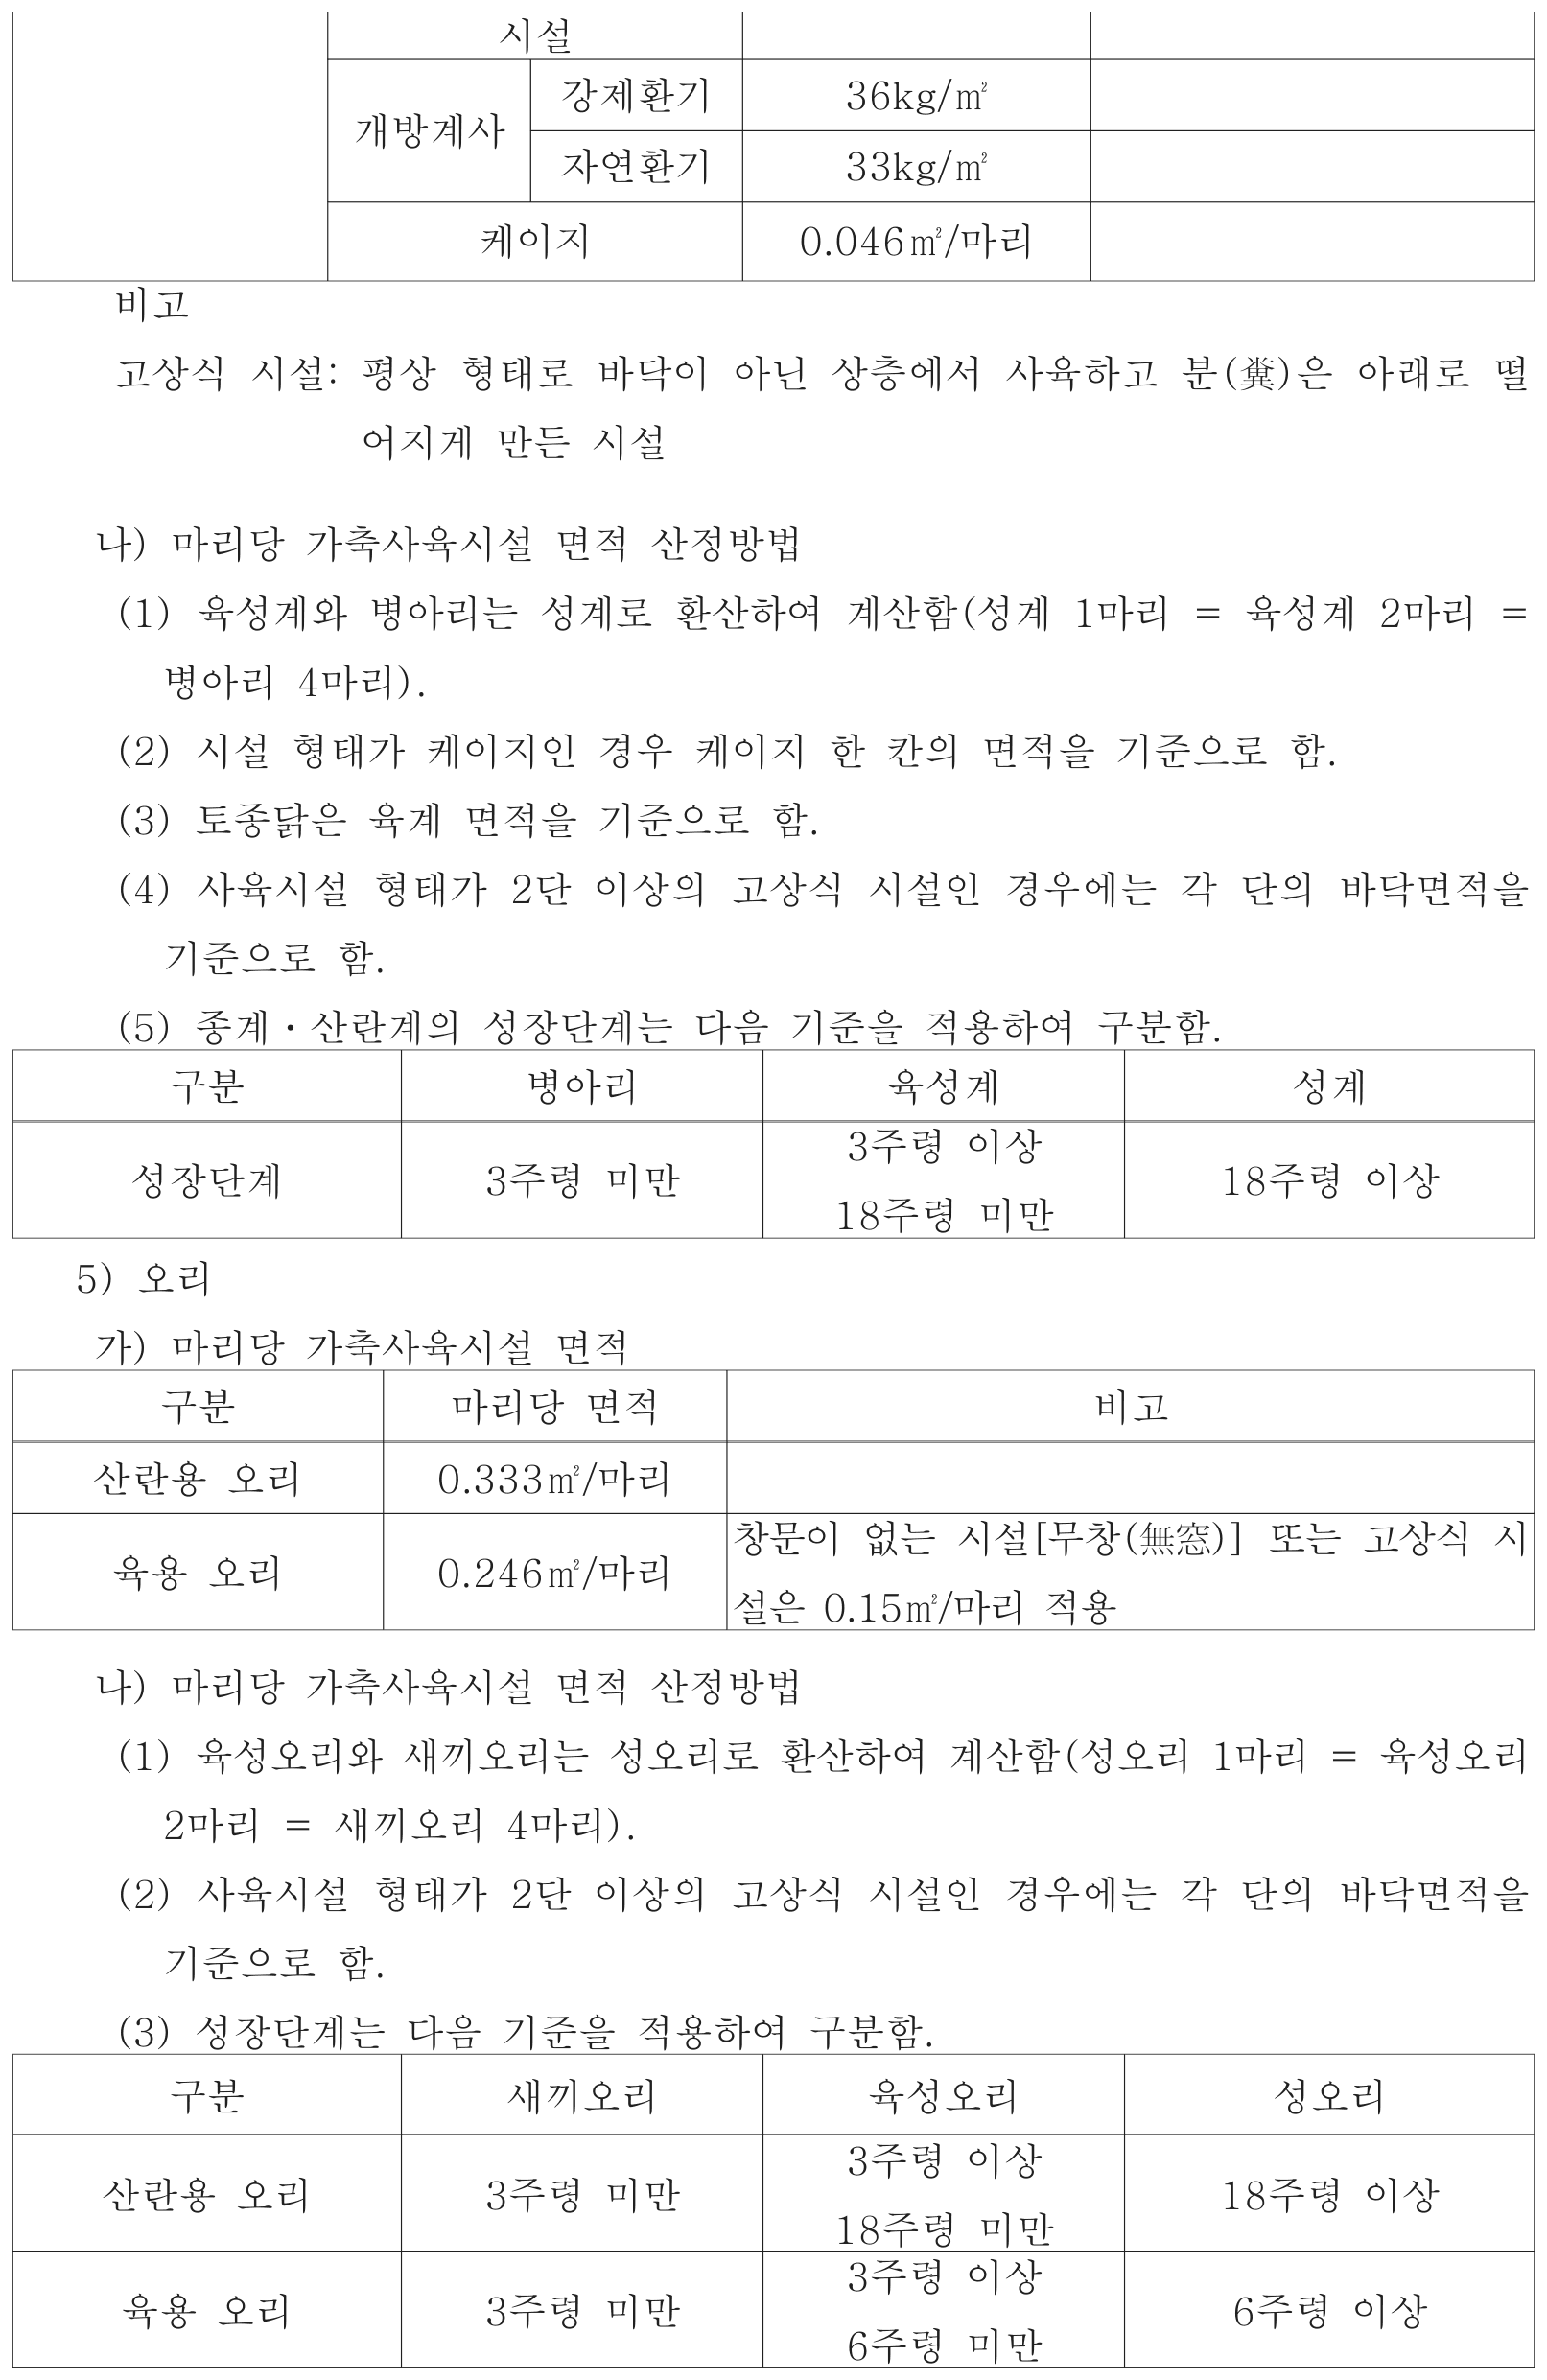 시설
개방계사 강제환기 36kg/㎡
자연환기 33kg/㎡
케이지 0.046㎡/마리
비고
고상식 시설: 평상 형태로 바닥이 아닌 상층에서 사육하고 분(糞)은 아래로 떨
어지게 만든 시설
나) 마리당 가축사육시설 면적 산정방법
(1) 육성계와 병아리는 성계로 환산하여 계산함(성계 1마리 = 육성계 2마리 =
병아리 4마리).
(2) 시설 형태가 케이지인 경우 케이지 한 칸의 면적을 기준으로 함.
(3) 토종닭은 육계 면적을 기준으로 함.
(4) 사육시설 형태가 2단 이상의 고상식 시설인 경우에는 각 단의 바닥면적을
기준으로 함.
(5) 종계ㆍ산란계의 성장단계는 다음 기준을 적용하여 구분함.
구분 병아리 육성계 성계
성장단계 3주령 미만 3주령 이상 18주령 이상
18주령 미만
5) 오리
가) 마리당 가축사육시설 면적
구분 마리당 면적 비고
산란용 오리 0.333㎡/마리
육용 오리 0.246㎡/마리 창문이 없는 시설[무창(無窓)] 또는 고상식 시
설은 0.15㎡/마리 적용
나) 마리당 가축사육시설 면적 산정방법
(1) 육성오리와 새끼오리는 성오리로 환산하여 계산함(성오리 1마리 = 육성오리
2마리 = 새끼오리 4마리).
(2) 사육시설 형태가 2단 이상의 고상식 시설인 경우에는 각 단의 바닥면적을
기준으로 함.
(3) 성장단계는 다음 기준을 적용하여 구분함.
구분 새끼오리 육성오리 성오리
산란용 오리 3주령 미만 3주령 이상 18주령 이상
18주령 미만
육용 오리 3주령 미만 3주령 이상 6주령 이상
6주령 미만